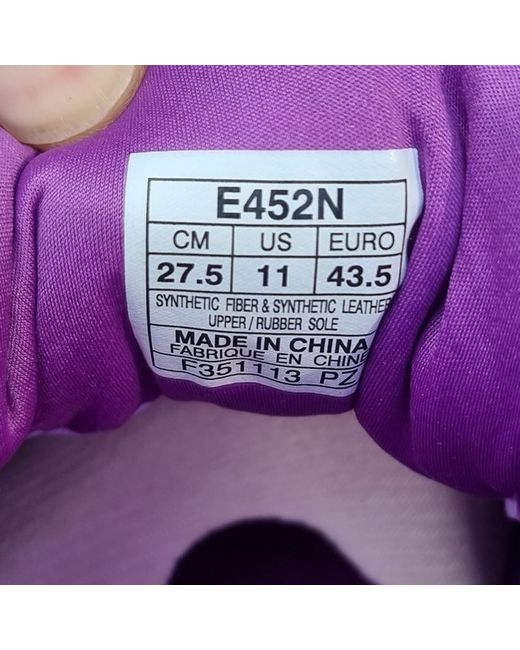 E452N
CM US EURO
27.5 11 43.5
SYNTHETIC FIBER & SYNTHETIC LEATHER
UPPER / RUBBER SOLE
MADE IN CHINA
FABRIQUE EN CHINE
F351113 PZ